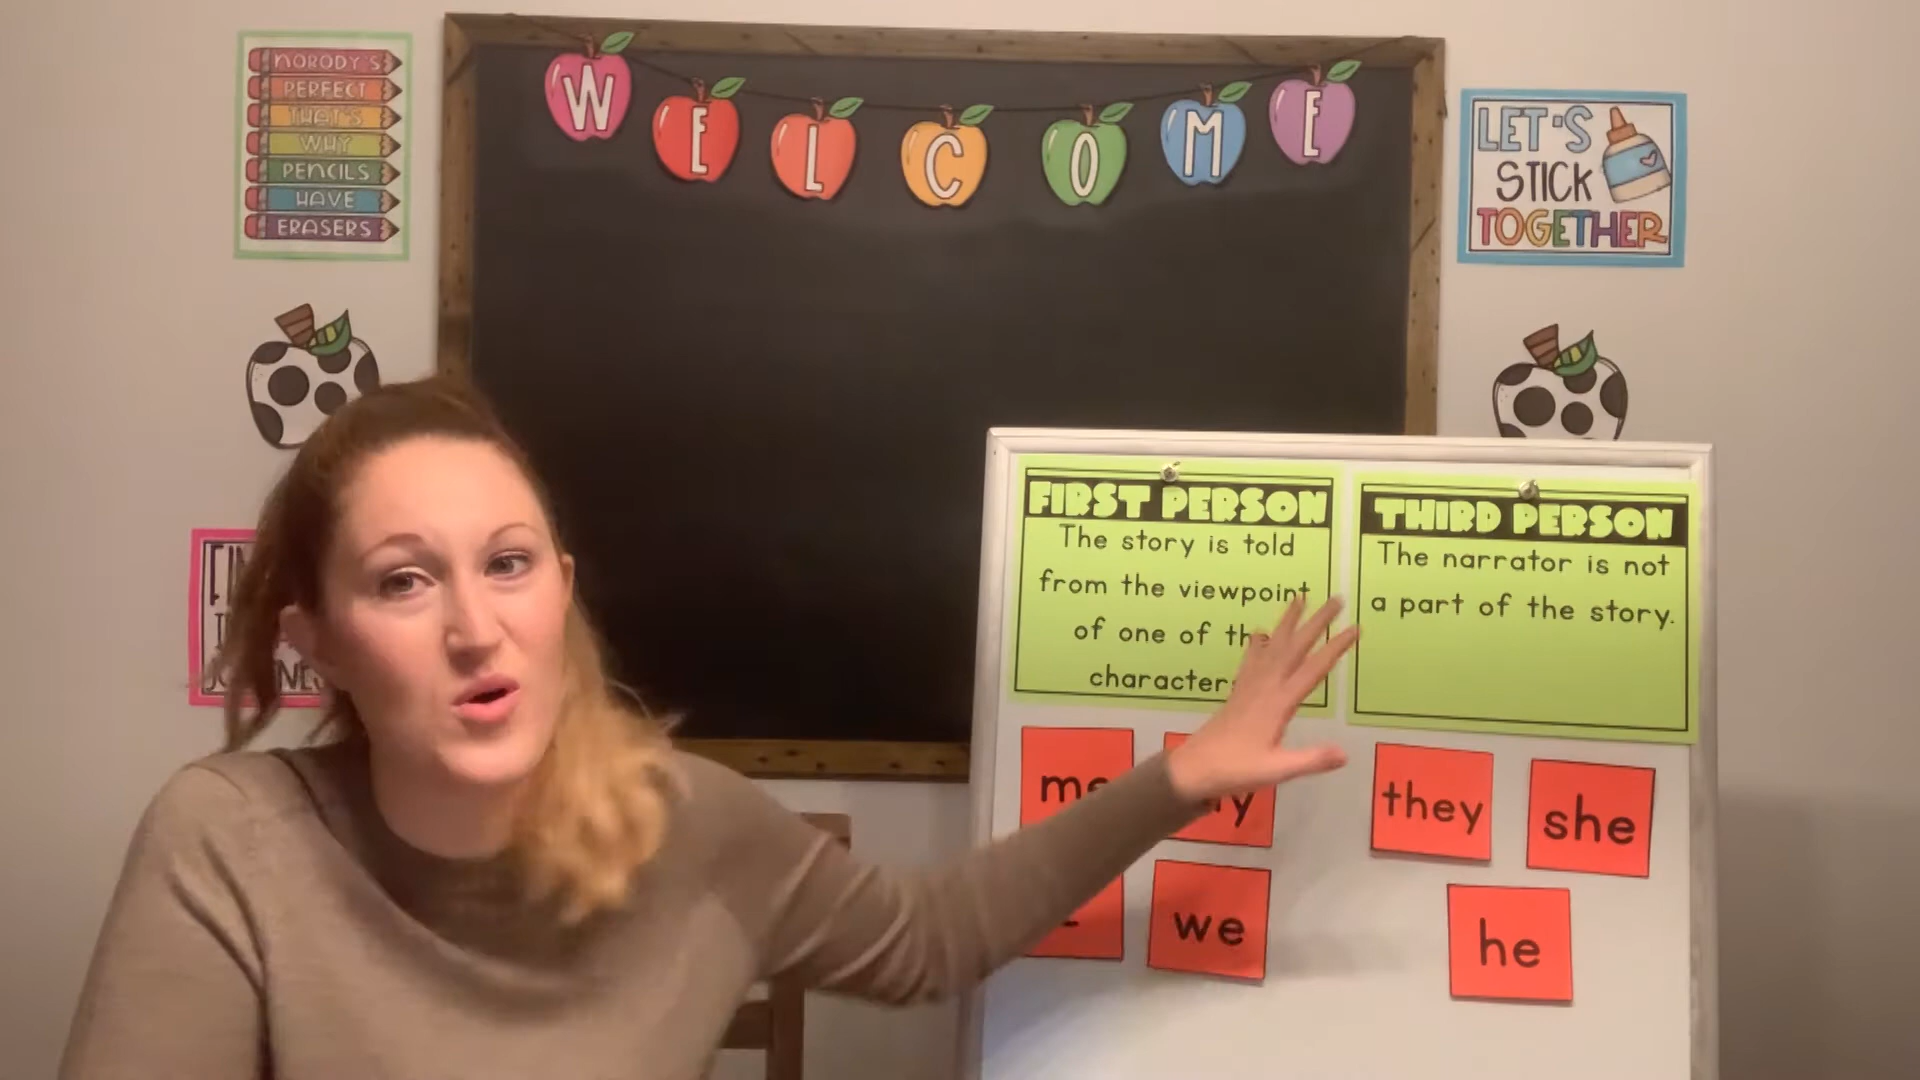 NOBODY'S
PERFECT
THAT'S
WHY
PENCILS
HAVE
ERASERS
WELCOME
LET'S
STICK
TOGETHER
FIRST PERSON
The story is told
from the viewpoint
of one of the
characters
THIRD PERSON
The narrator is not
a part of the story.
me
we
they she
he